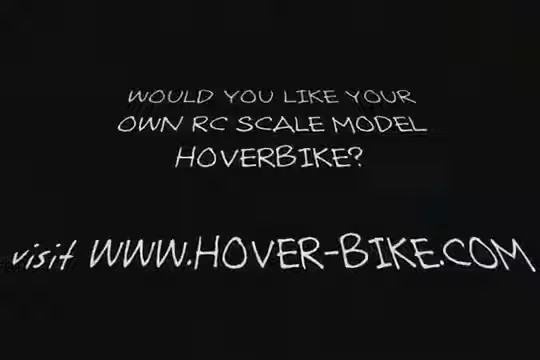 WOULD YOU LIKE YOUR
OWN RC SCALE MODEL
HOVERBIKE?
visit WWW.HOVER-BIKE.COM